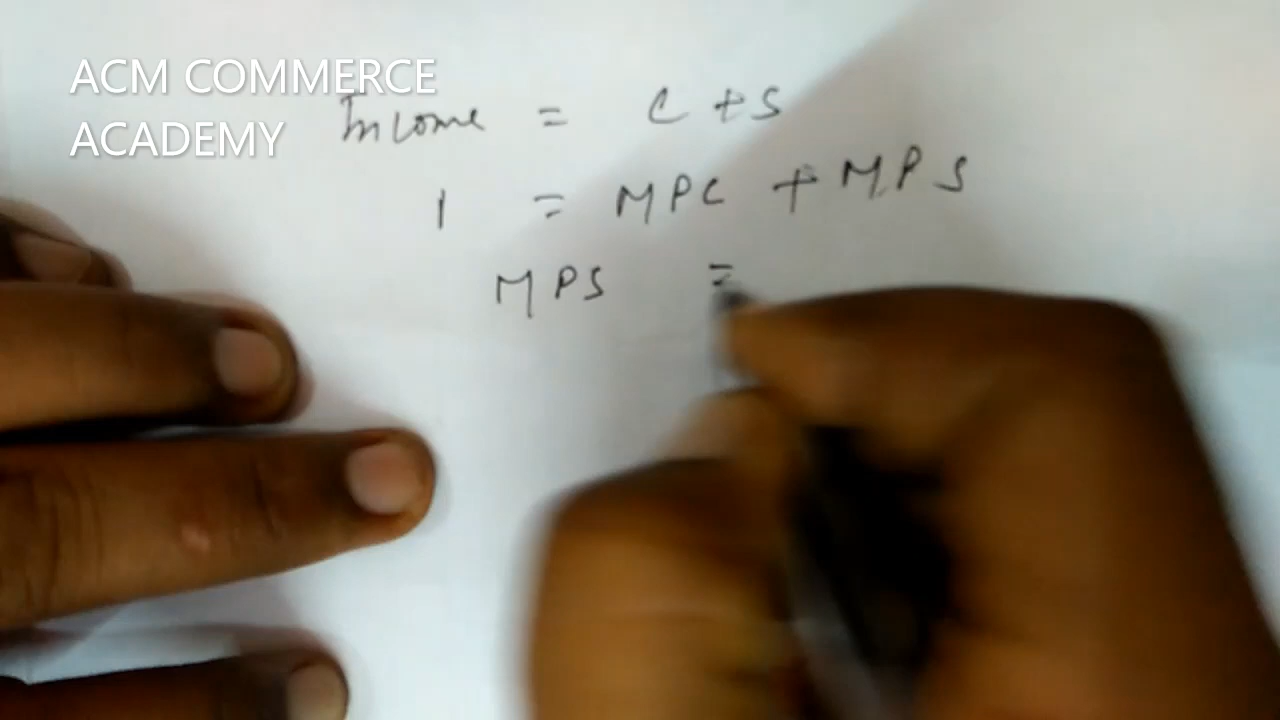 ACM COMMERCE
ACADEMY
Income = C + S
1 = MPC + MPS
MPS =